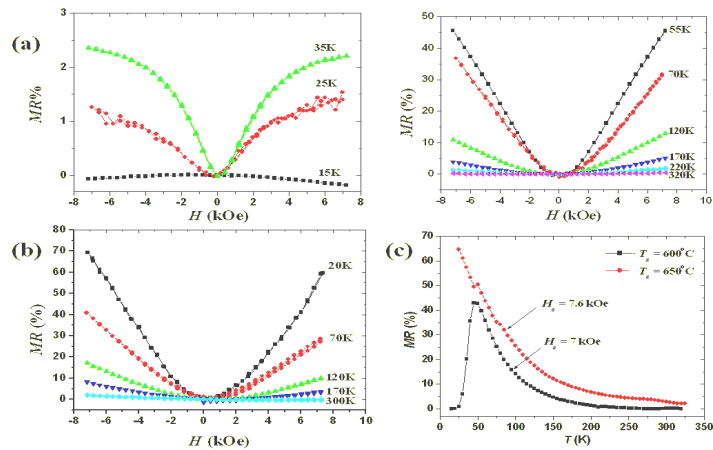 (a)
3
2
1
0
MR%
35K
25K
15K
-8 -6 -4 -2 0 2 4 6 8
H (kOe)
50
40
30
20
10
0
MR (%)
55K
70K
120K
170K
220K
320K
-8 -6 -4 -2 0 2 4 6 8
H (kOe)
(b)
80
70
60
50
40
30
20
10
0
-10
MR (%)
20K
70K
120K
170K
300K
-8 -6 -4 -2 0 2 4 6 8 10
H (kOe)
(c)
70
60
50
40
30
20
10
0
MR(%)
Ta = 600°C
Ta = 650°C
Ha = 7.6 kOe
Ha = 7 kOe
0 50 100 150 200 250 300 350
T (K)